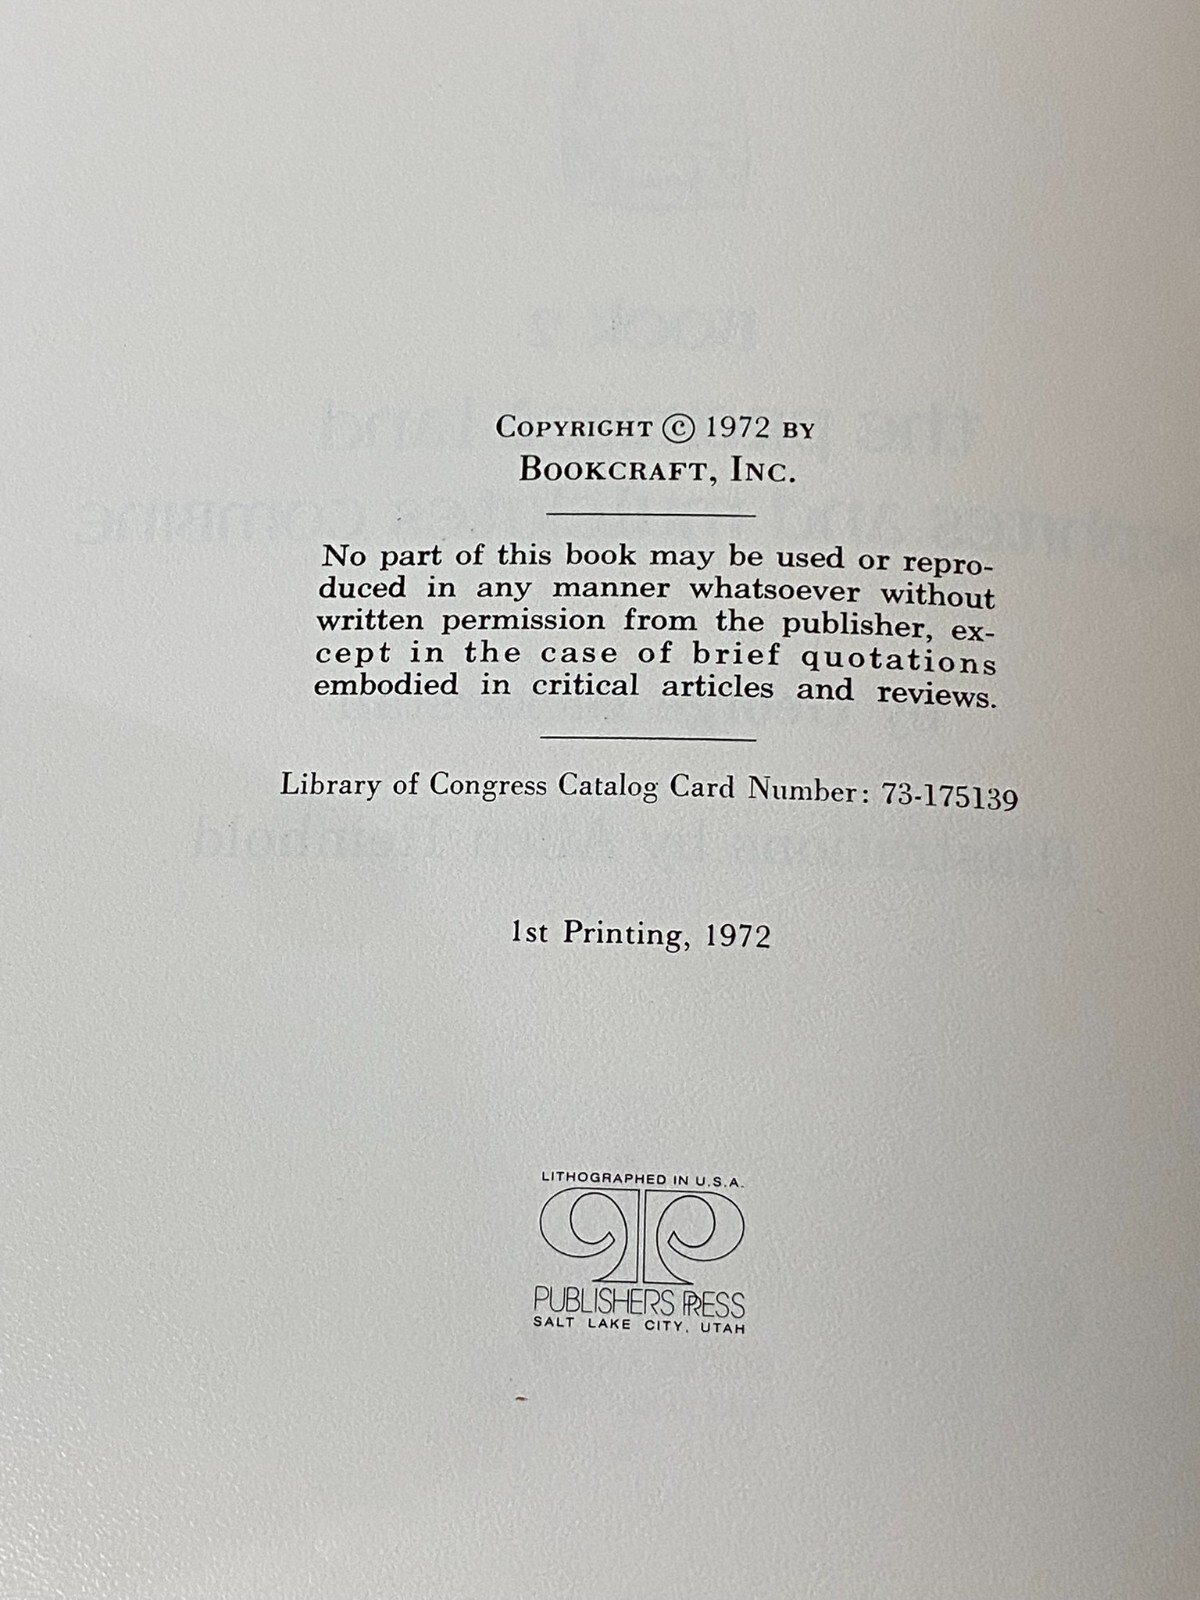 COPYRIGHT © 1972 BY
BOOKCRAFT, INC.
No part of this book may be used or repro-
duced in any manner whatsoever without
written permission from the publisher, ex-
cept in the case of brief quotations
embodied in critical articles and reviews.
Library of Congress Catalog Card Number: 73-175139
1st Printing, 1972
LITHOGRAPHED IN U.S.A.
PUBLISHERS PRESS
SALT LAKE CITY, UTAH